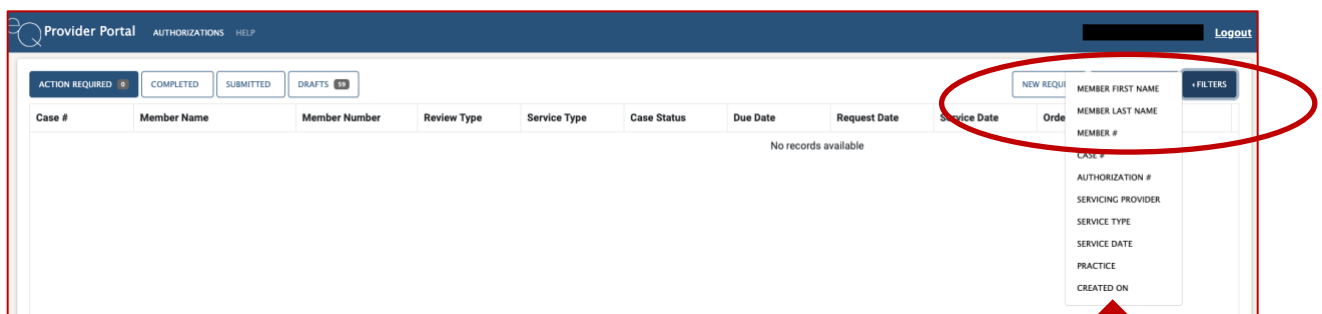 eQ Provider Portal AUTHORIZATIONS HELP Logout
ACTION REQUIRED 0 COMPLETED SUBMITTED DRAFTS 59 NEW REQUE ‹ FILTERS
Case # Member Name Member Number Review Type Service Type Case Status Due Date Request Date Service Date Orde
No records available
MEMBER FIRST NAME
MEMBER LAST NAME
MEMBER #
CASE #
AUTHORIZATION #
SERVICING PROVIDER
SERVICE TYPE
SERVICE DATE
PRACTICE
CREATED ON